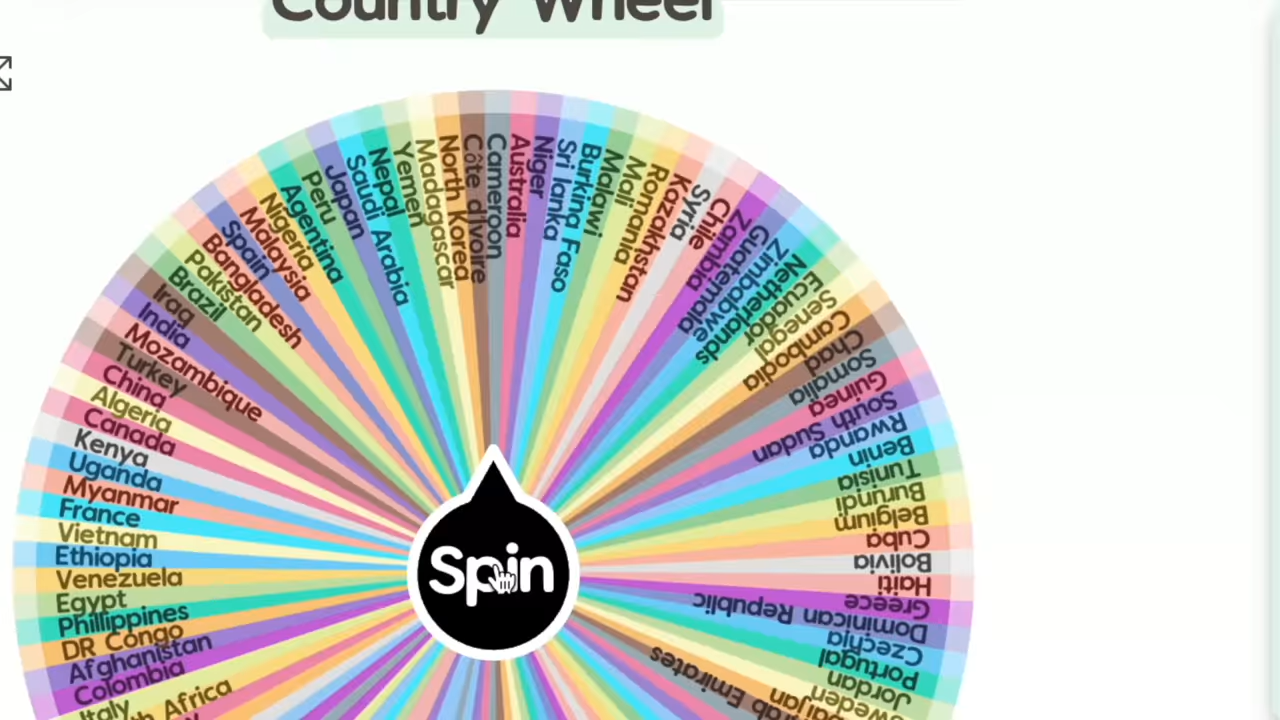 Country Wheel
Italy
Colombia
Afghanistan
DR Congo
Phillippines
Egypt
Venezuela
Ethiopia
Vietnam
France
Myanmar
Uganda
Kenya
Canada
Algeria
China
Turkey
Mozambique
India
Iraq
Brazil
Pakistan
Bangladesh
Spain
Malaysia
Nigeria
Agentina
Peru
Japan
Saudi Arabia
Nepal
Yemen
Madagascar
North Korea
Côte d'Ivoire
Cameroon
Australia
Niger
Sri lanka
Burkina Faso
Malawi
Mali
Romania
Kazakhstan
Syria
Chile
Zambia
Guatemala
Zimbabwe
Netherlands
Ecuador
Senegal
Cambodia
Chad
Somalia
Guinea
South Sudan
Rwanda
Benin
Tunisia
Burundi
Belgium
Cuba
Bolivia
Haiti
Greece
Dominican Republic
Czechia
Portugal
Jordan
Sweden
Emirates
Africa
Spin